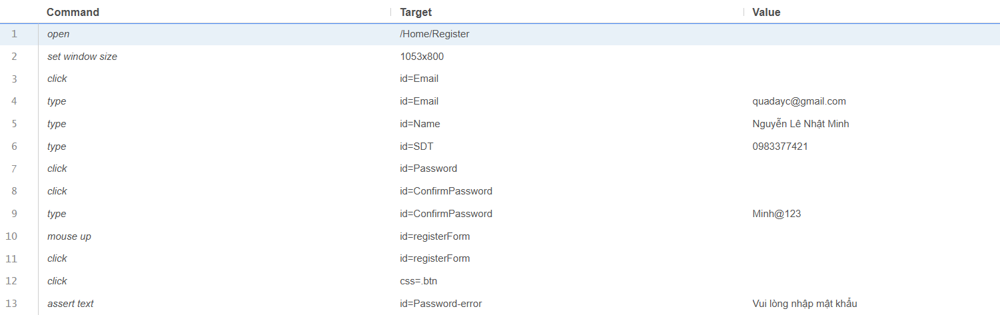 Command Target Value
1 open /Home/Register
2 set window size 1053x800
3 click id=Email
4 type id=Email quadayc@gmail.com
5 type id=Name Nguyễn Lê Nhật Minh
6 type id=SDT 0983377421
7 click id=Password
8 click id=ConfirmPassword
9 type id=ConfirmPassword Minh@123
10 mouse up id=registerForm
11 click id=registerForm
12 click css=.btn
13 assert text id=Password-error Vui lòng nhập mật khẩu